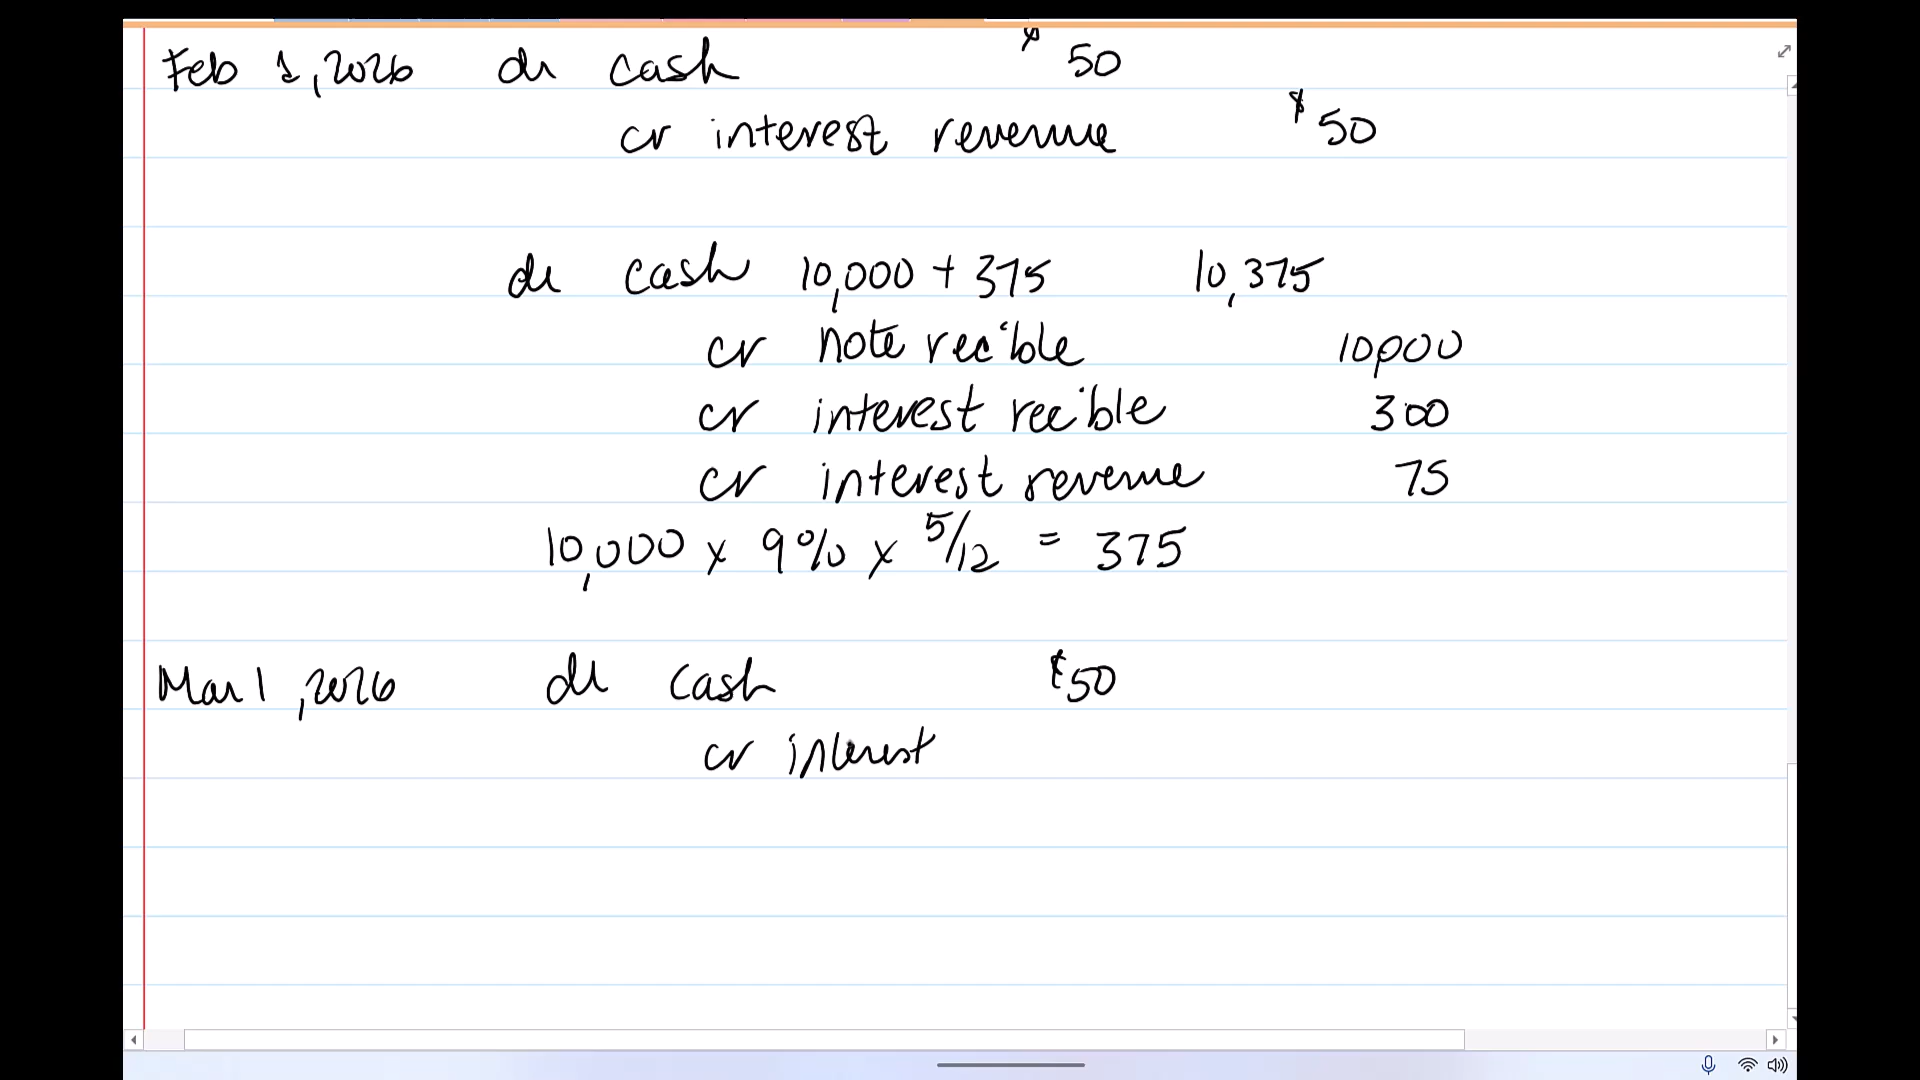 Feb 1, 2026 dr cash $ 50
cr interest revenue $ 50
dr cash 10,000 + 375 10,375
cr note rec'ble 10,000
cr interest rec'ble 300
cr interest revenue 75
10,000 x 9% x 5/12 = 375
Mar 1, 2026 dr cash $50
cr interest